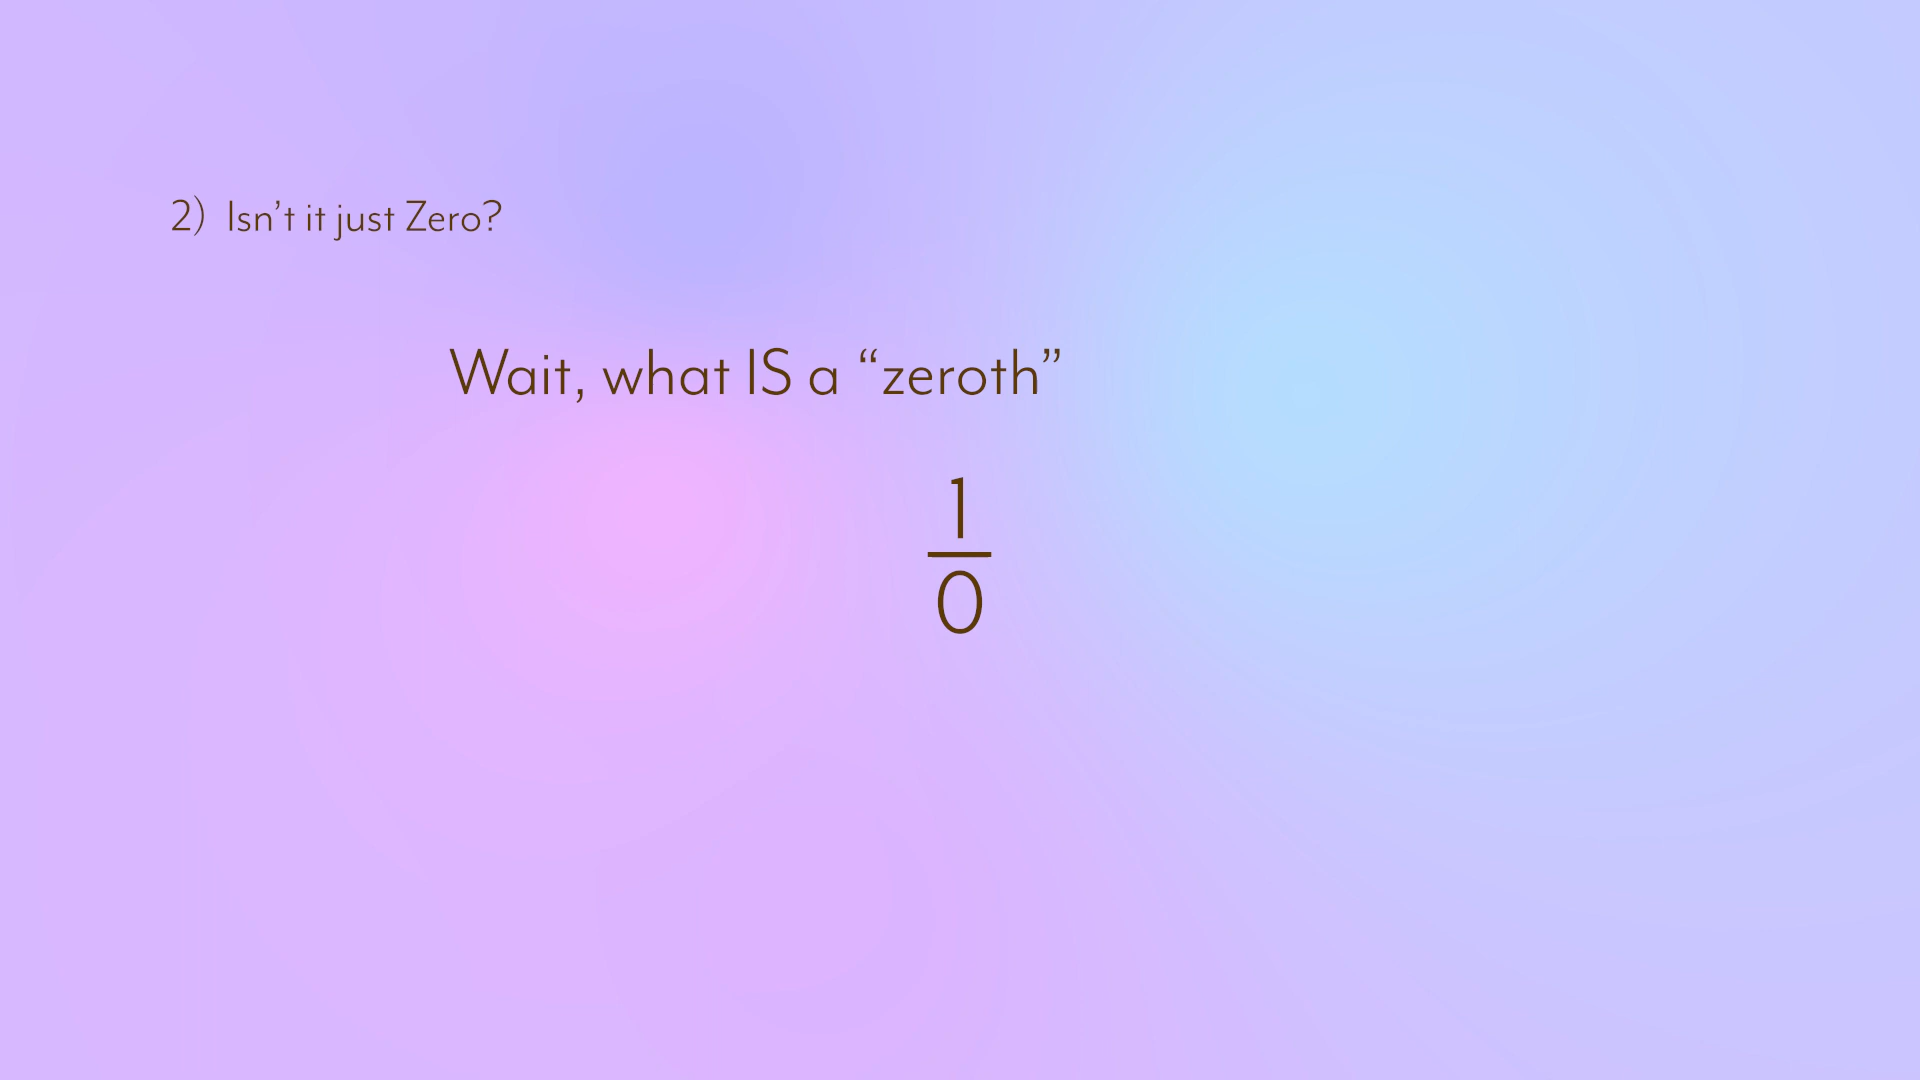 2) Isn’t it just Zero?
Wait, what IS a “zeroth”
1
0